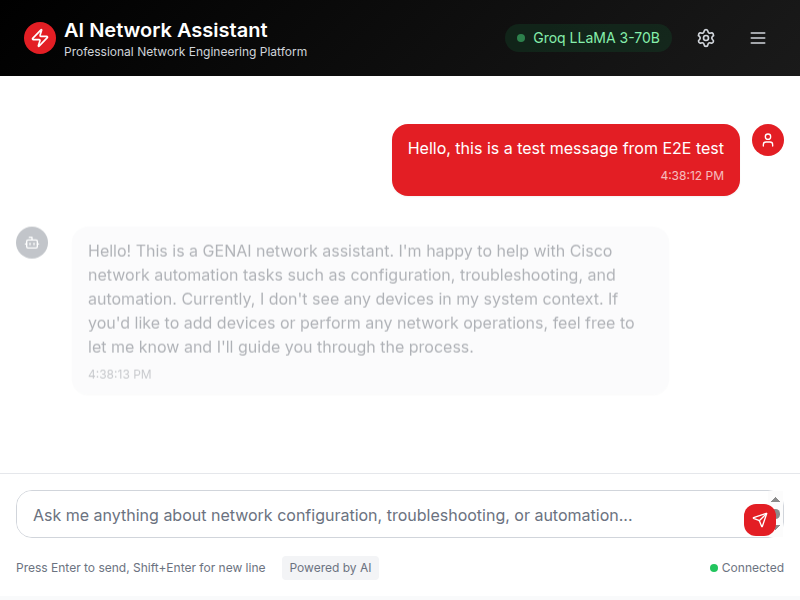 AI Network Assistant
Professional Network Engineering Platform
Groq LLaMA 3-70B
Hello, this is a test message from E2E test
4:38:12 PM
Hello! This is a GENAI network assistant. I'm happy to help with Cisco
network automation tasks such as configuration, troubleshooting, and
automation. Currently, I don't see any devices in my system context. If
you'd like to add devices or perform any network operations, feel free to
let me know and I'll guide you through the process.
4:38:13 PM
Ask me anything about network configuration, troubleshooting, or automation...
Press Enter to send, Shift+Enter for new line
Powered by AI
Connected